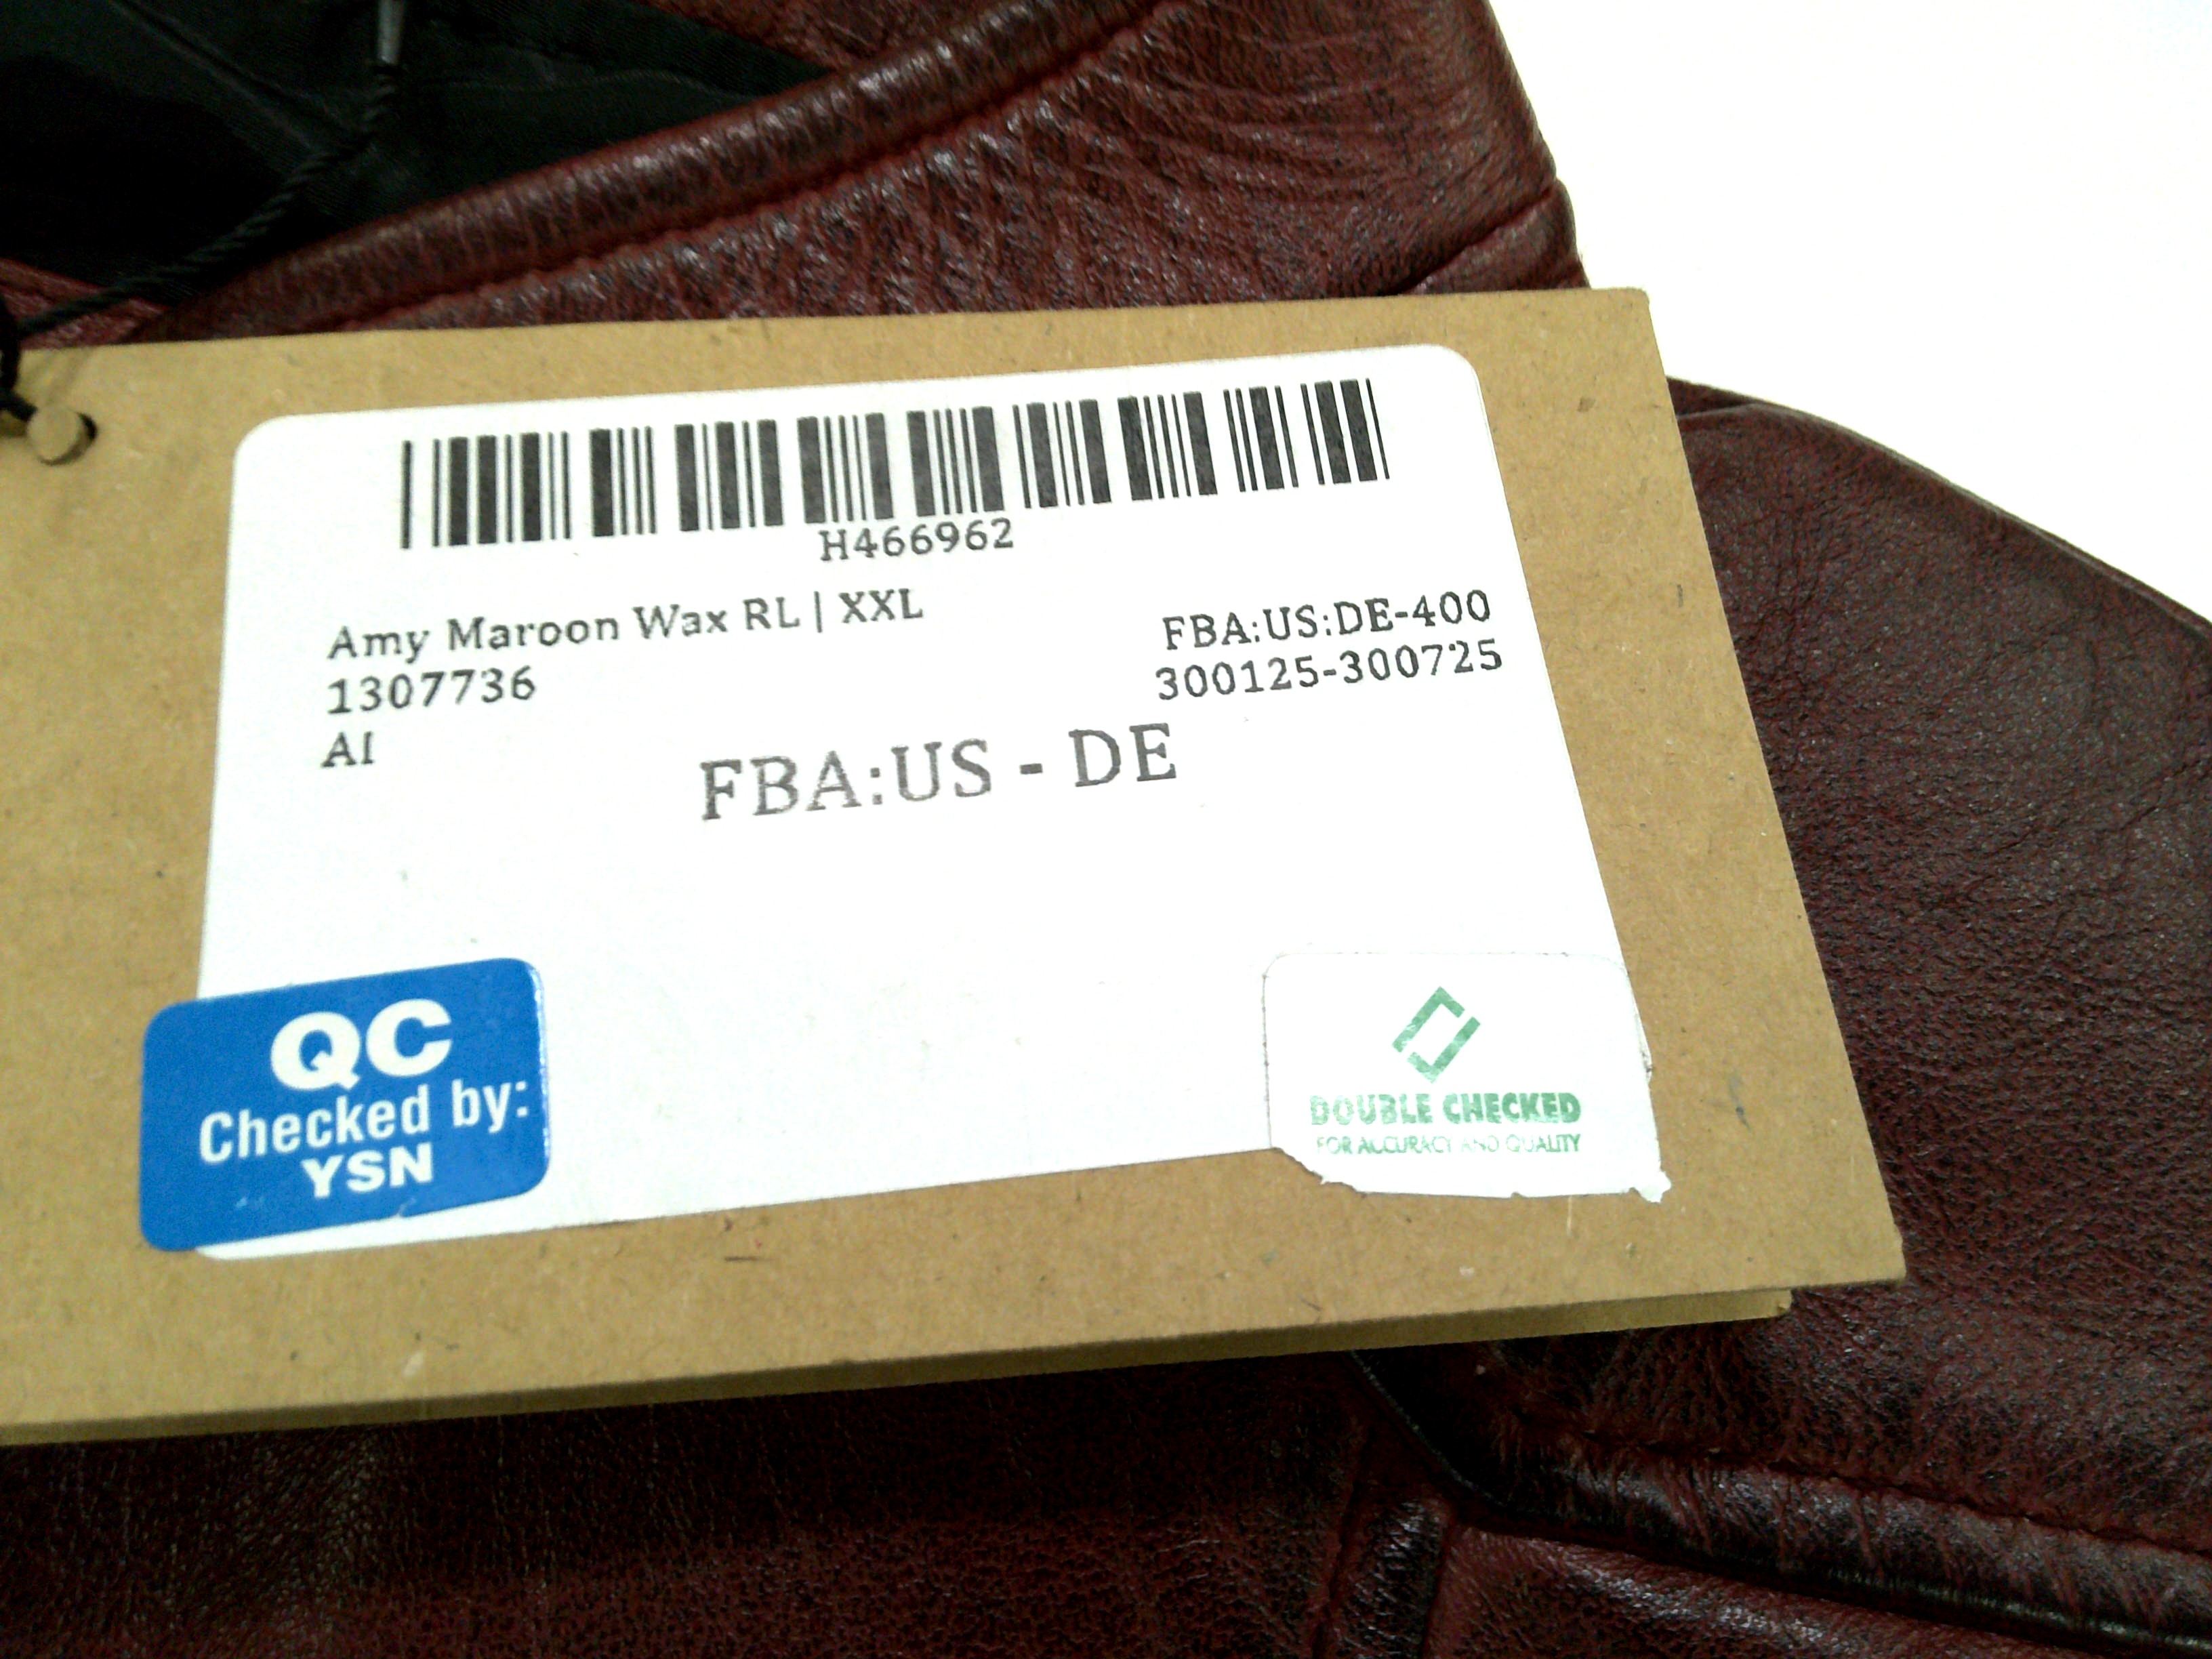 H466962
Amy Maroon Wax RL | XXL
FBA:US:DE-400
1307736
300125-300725
AI
FBA:US - DE
QC
Checked by:
YSN
DOUBLE CHECKED
FOR ACCURACY AND QUALITY